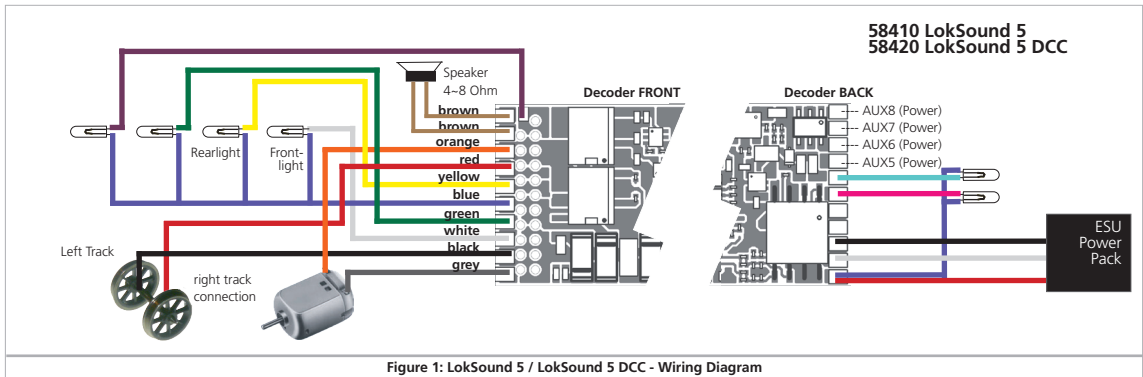 58410 LokSound 5
58420 LokSound 5 DCC
Speaker
4~8 Ohm
Decoder FRONT
Decoder BACK
brown
brown
orange
red
yellow
blue
green
white
black
grey
Rearlight
Front-
light
Left Track
right track
connection
AUX8 (Power)
AUX7 (Power)
AUX6 (Power)
AUX5 (Power)
ESU
Power
Pack
Figure 1: LokSound 5 / LokSound 5 DCC - Wiring Diagram